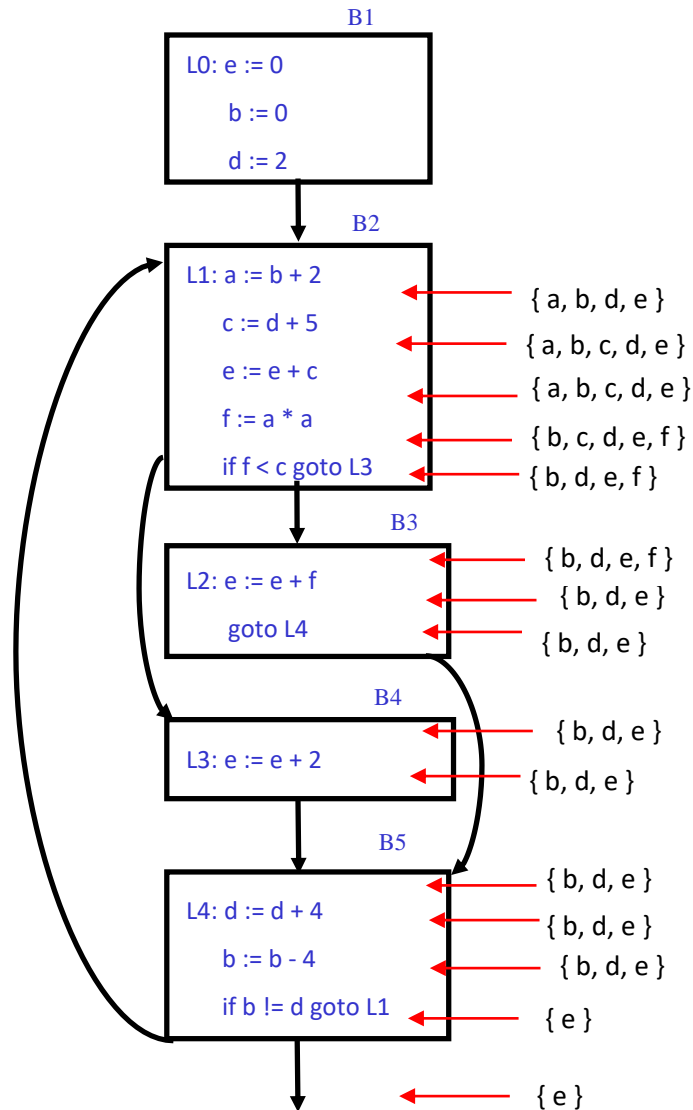 B1
L0: e := 0
b := 0
d := 2
B2
L1: a := b + 2
{ a, b, d, e }
c := d + 5
{ a, b, c, d, e }
e := e + c
{ a, b, c, d, e }
f := a * a
{ b, c, d, e, f }
if f < c goto L3
{ b, d, e, f }
B3
{ b, d, e, f }
L2: e := e + f
{ b, d, e }
goto L4
{ b, d, e }
B4
{ b, d, e }
L3: e := e + 2
{ b, d, e }
B5
{ b, d, e }
L4: d := d + 4
{ b, d, e }
b := b - 4
{ b, d, e }
if b != d goto L1
{ e }
{ e }